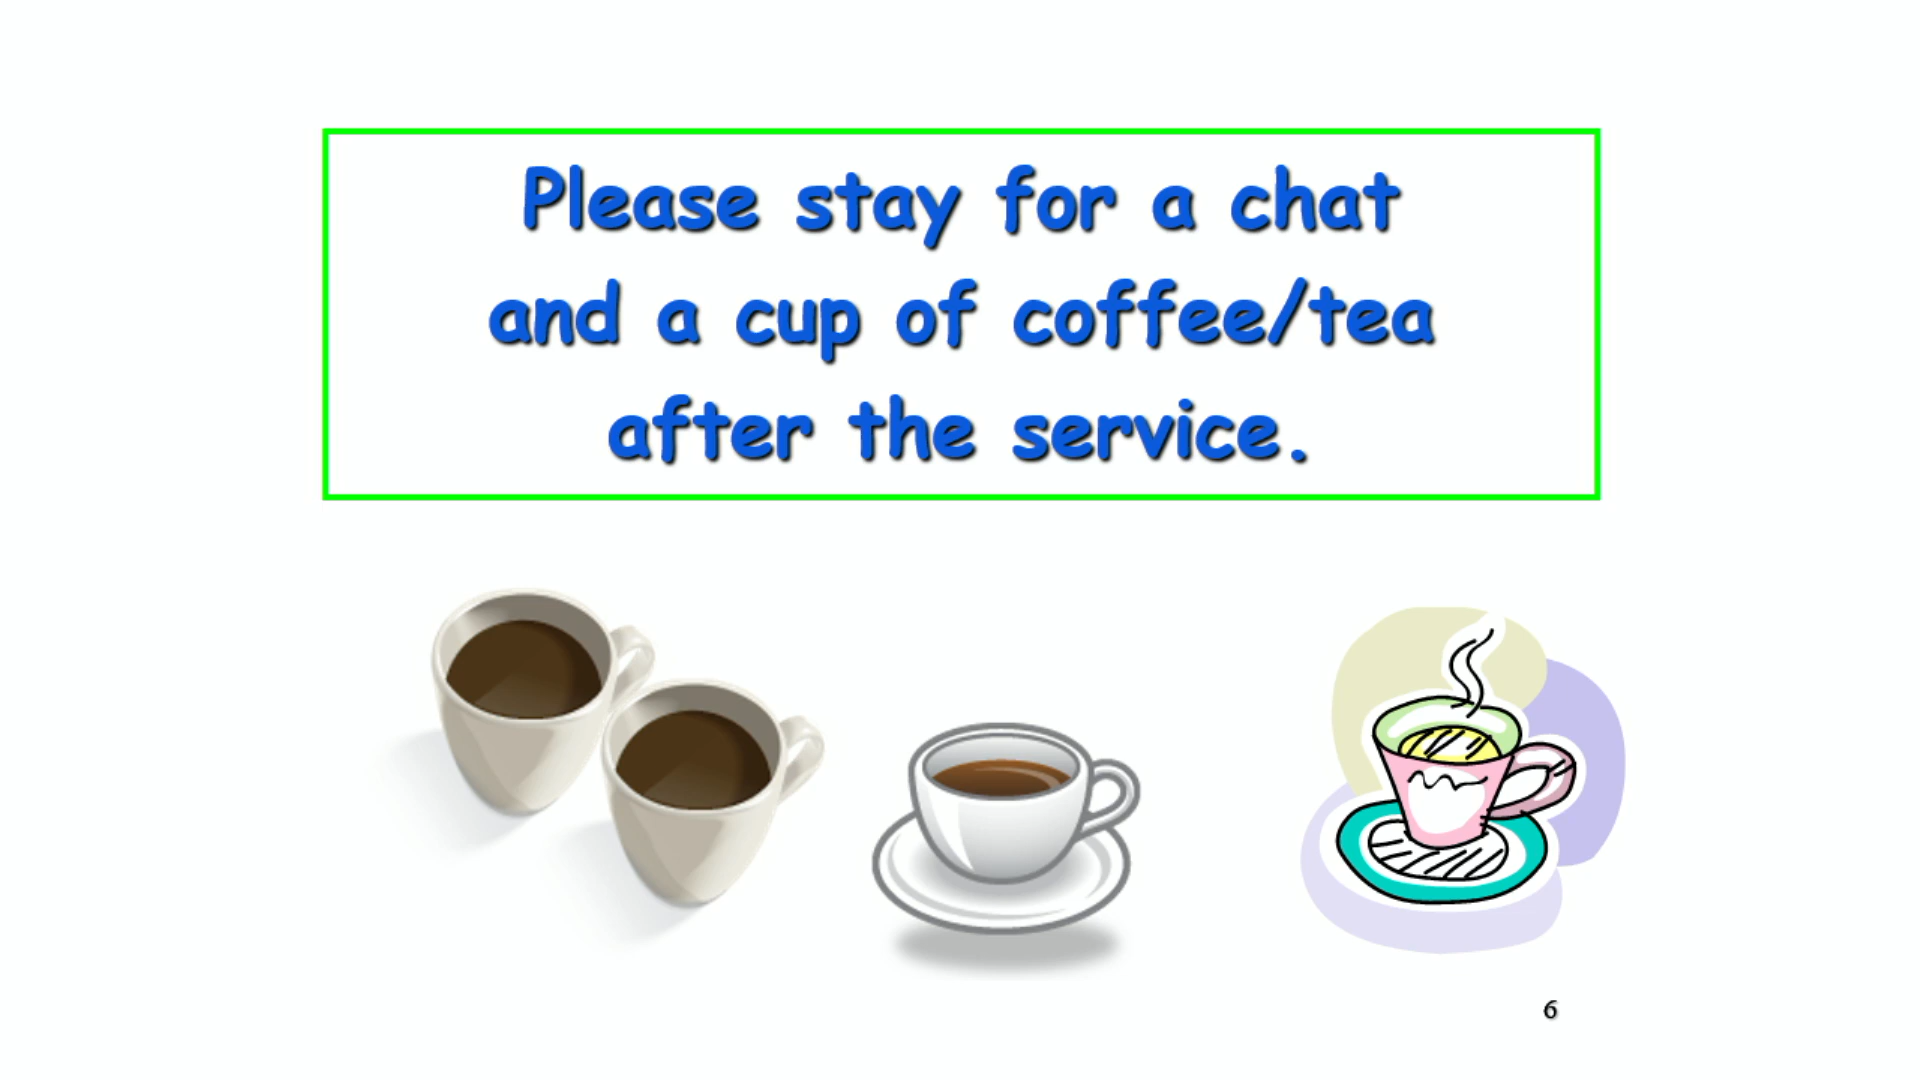 Please stay for a chat
and a cup of coffee/tea
after the service.
6